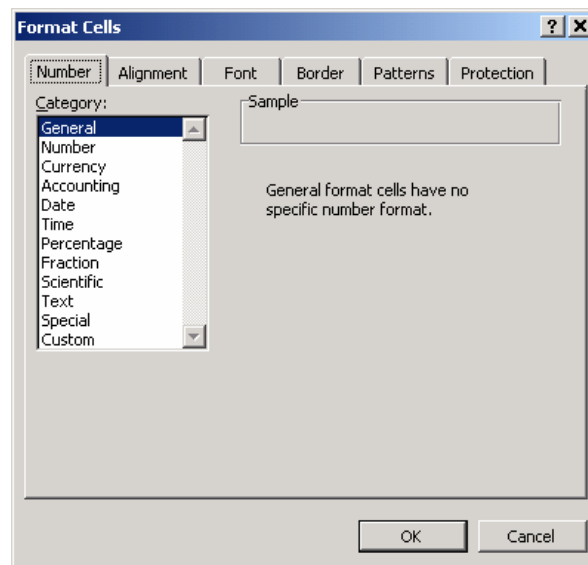 Format Cells
Number Alignment Font Border Patterns Protection
Category:
Sample
General
Number
Currency
Accounting
Date
Time
Percentage
Fraction
Scientific
Text
Special
Custom
General format cells have no
specific number format.
OK Cancel